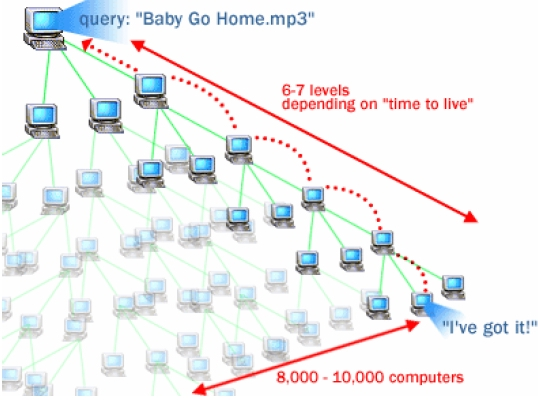 query: "Baby Go Home.mp3"
6-7 levels
depending on "time to live"
"I've got it!"
8,000 - 10,000 computers